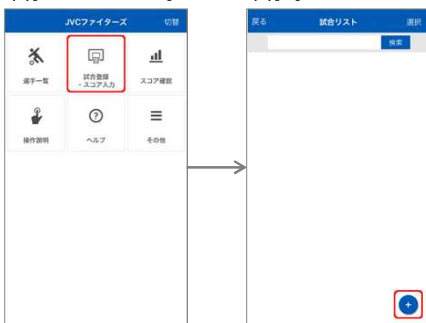 JVCファイターズ 切替
選手一覧
試合登録
・スコア入力
スコア確認
操作説明
ヘルプ
その他
戻る 試合リスト 選択
検索